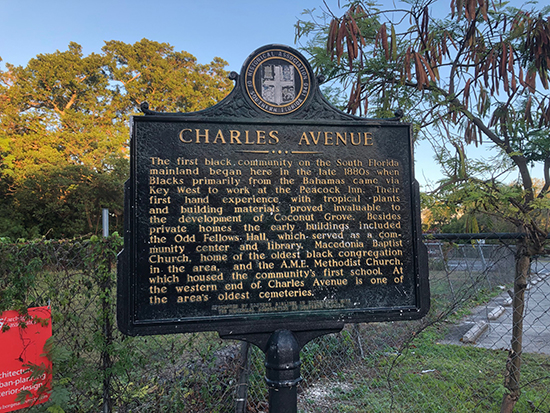 CHARLES AVENUE
The first black community on the South Florida
mainland began here in the late 1880s when
Blacks primarily from the Bahamas came via
Key West to work at the Peacock Inn. Their
first hand experience with tropical plants
and building materials proved invaluable to
the development of Coconut Grove. Besides
private homes the early buildings included
the Odd Fellows Hall, which served as a com-
munity center and library, Macedonia Baptist
Church, home of the oldest black congregation
in the area, and the A.M.E. Methodist Church,
which housed the community's first school. At
the western end of Charles Avenue is one of
the area's oldest cemeteries.